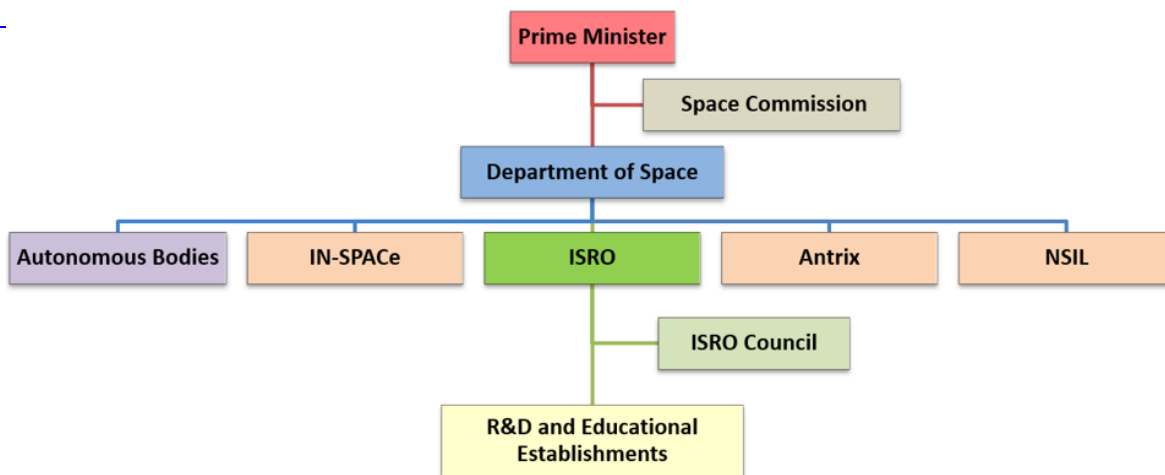 Prime Minister
Space Commission
Department of Space
Autonomous Bodies
IN-SPACe
ISRO
Antrix
NSIL
ISRO Council
R&D and Educational
Establishments